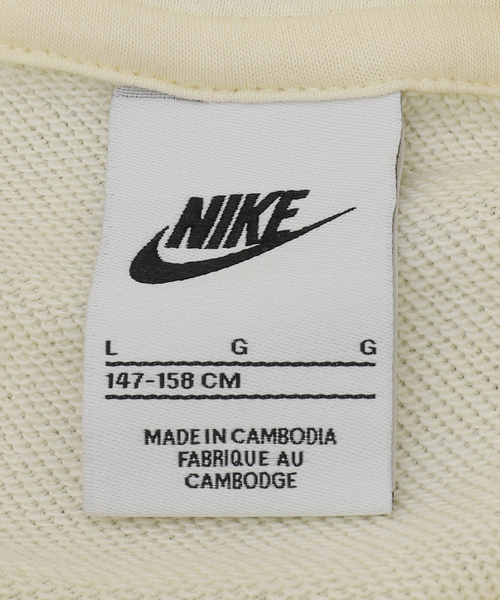 NIKE
L G G
147-158 CM
MADE IN CAMBODIA
FABRIQUE AU
CAMBODGE